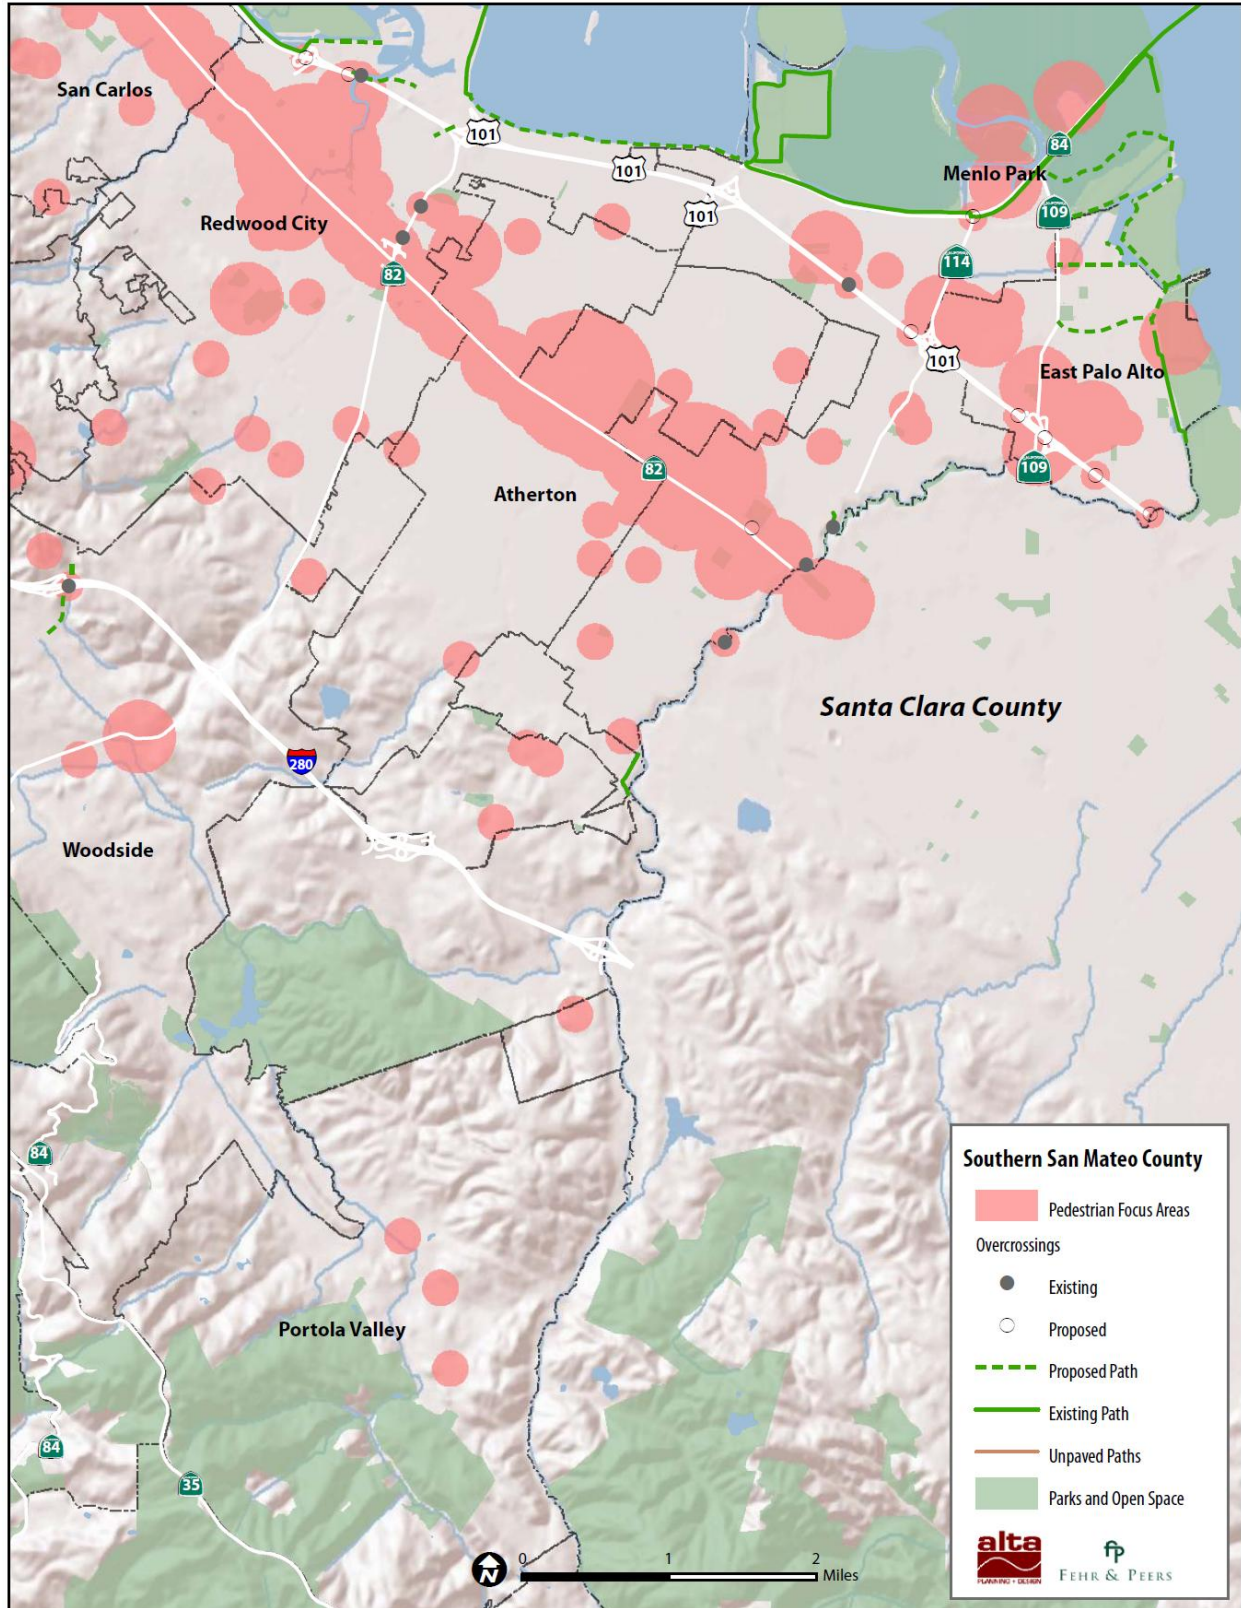 San Carlos
101
101
84
Menlo Park
101
109
Redwood City
114
82
101
East Palo Alto
82
109
Atherton
Santa Clara County
280
Woodside
84
Portola Valley
84
35
N
0 1 2
Miles
Southern San Mateo County
Pedestrian Focus Areas
Overcrossings
Existing
Proposed
Proposed Path
Existing Path
Unpaved Paths
Parks and Open Space
alta
PLANNING + DESIGN
fp
FEHR & PEERS